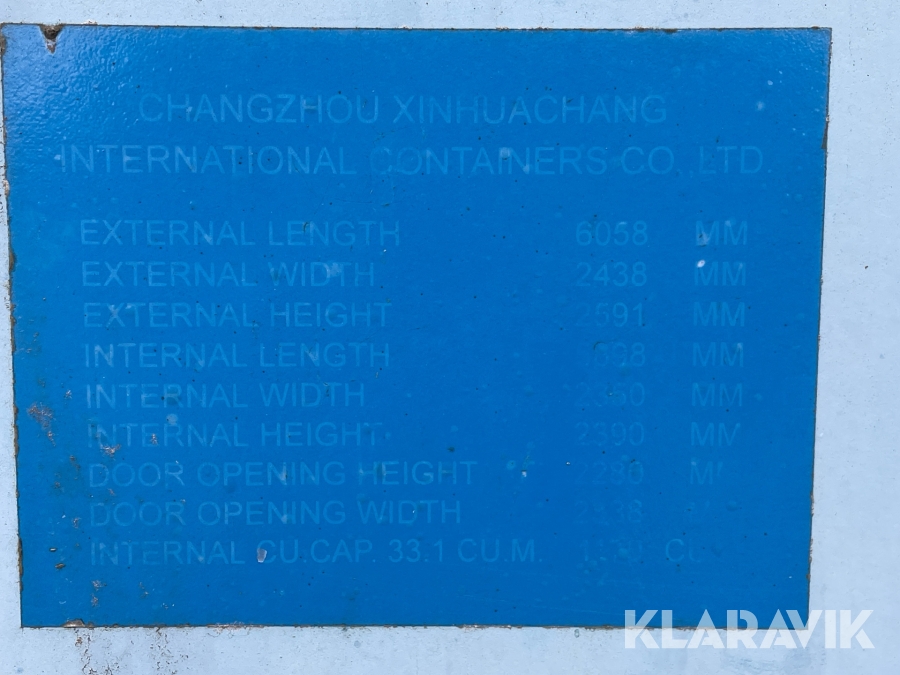 CHANGZHOU XINHUACHANG
INTERNATIONAL CONTAINERS CO., LTD.
EXTERNAL LENGTH 6058 MM
EXTERNAL WIDTH 2438 MM
EXTERNAL HEIGHT 2591 MM
INTERNAL LENGTH MM
INTERNAL WIDTH 2350 MM
INTERNAL HEIGHT 2390 MM
DOOR OPENING HEIGHT 2280
DOOR OPENING WIDTH
INTERNAL CU.CAP. 33.1 CU.M.
KLARAVIK